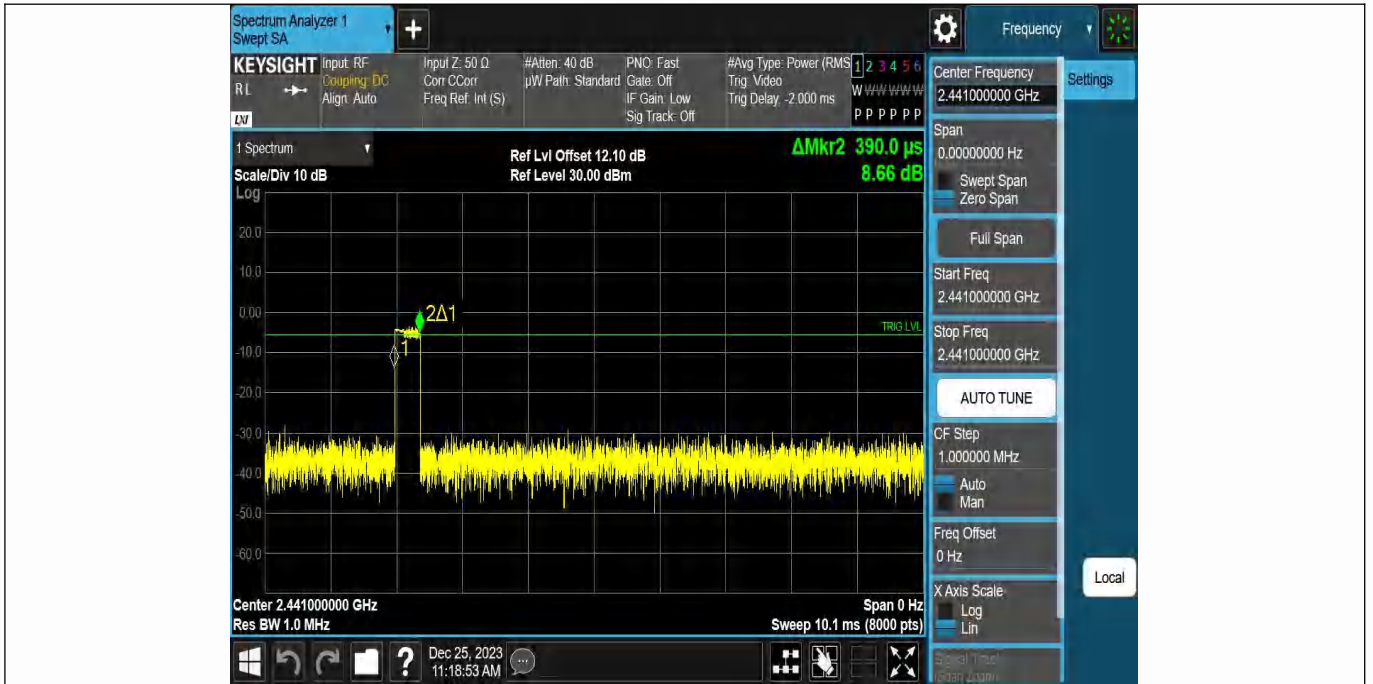 Spectrum Analyzer 1
Swept SA
Frequency
KEYSIGHT
RL
LXI
Input: RF
Coupling: DC
Align: Auto
Input Z: 50 Ω
Corr CCorr
Freq Ref: Int (S)
#Atten: 40 dB
µW Path: Standard
PNO: Fast
Gate: Off
IF Gain: Low
Sig Track: Off
#Avg Type: Power (RMS
Trig: Video
Trig Delay: -2.000 ms
1 2 3 4 5 6
W W W W W W
P P P P P P
1 Spectrum
Scale/Div 10 dB
Log
Ref Lvl Offset 12.10 dB
Ref Level 30.00 dBm
ΔMkr2 390.0 µs
8.66 dB
20.0
10.0
0.00
-10.0
-20.0
-30.0
-40.0
-50.0
-60.0
2Δ1
1
TRIG LVL
Center 2.441000000 GHz
Res BW 1.0 MHz
Span 0 Hz
Sweep 10.1 ms (8000 pts)
Dec 25, 2023
11:18:53 AM
?
Center Frequency
2.441000000 GHz
Settings
Span
0.00000000 Hz
Swept Span
Zero Span
Full Span
Start Freq
2.441000000 GHz
Stop Freq
2.441000000 GHz
AUTO TUNE
CF Step
1.000000 MHz
Auto
Man
Freq Offset
0 Hz
X Axis Scale
Log
Lin
Local
Signal Track
(Span Zoom)